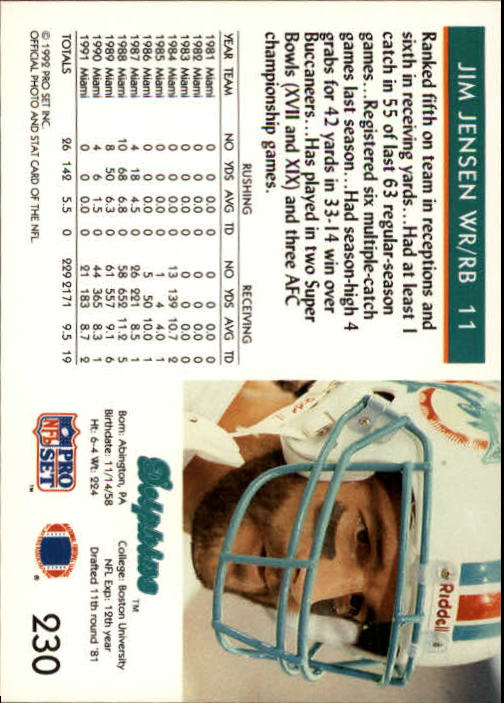 JIM JENSEN WR/RB 11
Ranked fifth on team in receptions and
sixth in receiving yards...Had at least 1
catch in 55 of last 63 regular-season
games...Registered six multiple-catch
games last season...Had season-high 4
grabs for 42 yards in 33-14 win over
Buccaneers...Has played in two Super
Bowls (XVII and XIX) and three AFC
championship games.
RUSHING RECEIVING
YEAR TEAM NO YDS AVG TD NO YDS AVG TD
1981 Miami 0 0 0.0 0 0 0 0.0 0
1982 Miami 0 0 0.0 0 0 0 0.0 0
1983 Miami 0 0 0.0 0 0 0 0.0 0
1984 Miami 0 0 0.0 0 13 139 10.7 2
1985 Miami 0 0 0.0 0 1 4 4.0 1
1986 Miami 0 0 0.0 0 5 50 10.0 1
1987 Miami 4 18 4.5 0 26 221 8.5 1
1988 Miami 10 68 6.8 0 58 652 11.2 5
1989 Miami 8 50 6.3 0 61 557 9.1 6
1990 Miami 4 6 1.5 0 44 365 8.3 1
1991 Miami 0 0 0.0 0 21 183 8.7 2
TOTALS 26 142 5.5 0 229 2171 9.5 19
© 1992 PRO SET INC.
OFFICIAL PHOTO AND STAT CARD OF THE NFL.
Riddell
Dolphins™
Born: Abington, PA
Birthdate: 11/14/58
Ht: 6-4 Wt: 224
College: Boston University
NFL Exp: 12th year
Drafted 11th round '81
PRO
NFL
SET
™
®
230